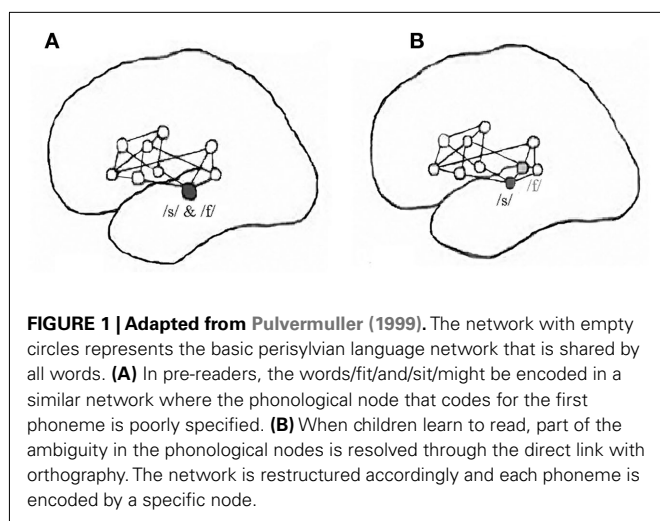 A
B
/s/ & /f/
/s/
/f/
FIGURE 1 | Adapted from Pulvermuller (1999). The network with empty
circles represents the basic perisylvian language network that is shared by
all words. (A) In pre-readers, the words/fit/and/sit/might be encoded in a
similar network where the phonological node that codes for the first
phoneme is poorly specified. (B) When children learn to read, part of the
ambiguity in the phonological nodes is resolved through the direct link with
orthography. The network is restructured accordingly and each phoneme is
encoded by a specific node.